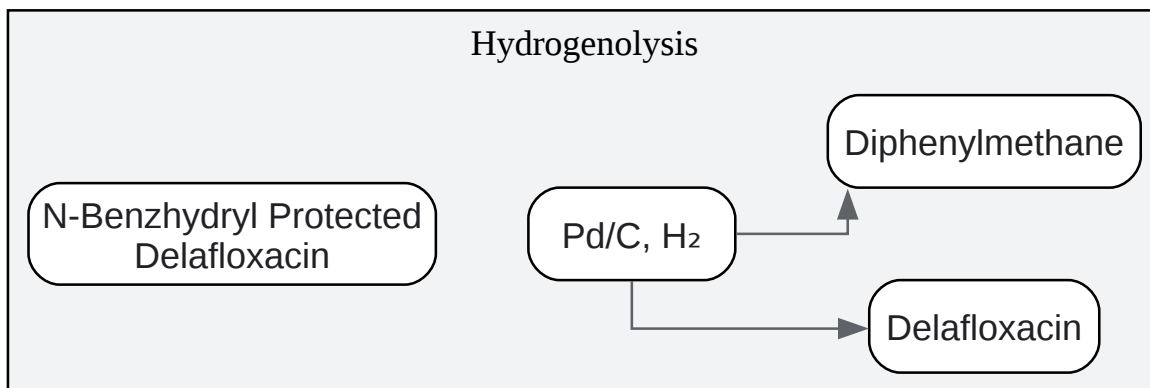 Hydrogenolysis
Diphenylmethane
N-Benzhydryl Protected
Delafloxacin
Pd/C, H₂
Delafloxacin